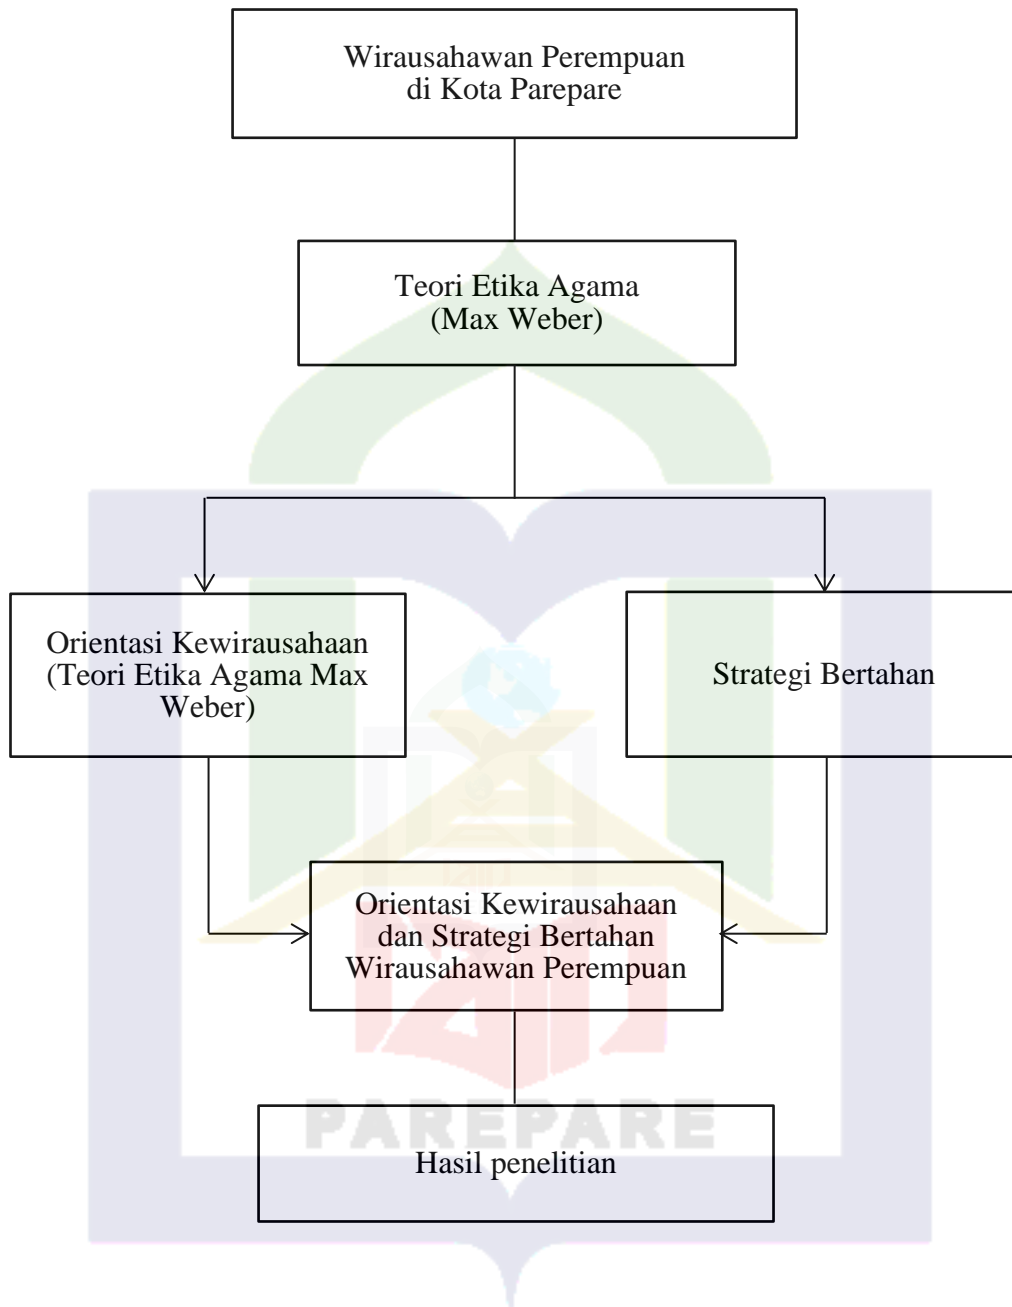 Wirausahawan Perempuan
di Kota Parepare
Teori Etika Agama
(Max Weber)
Orientasi Kewirausahaan
(Teori Etika Agama Max
Weber)
Strategi Bertahan
Orientasi Kewirausahaan
dan Strategi Bertahan
Wirausahawan Perempuan
PAREPARE
Hasil penelitian